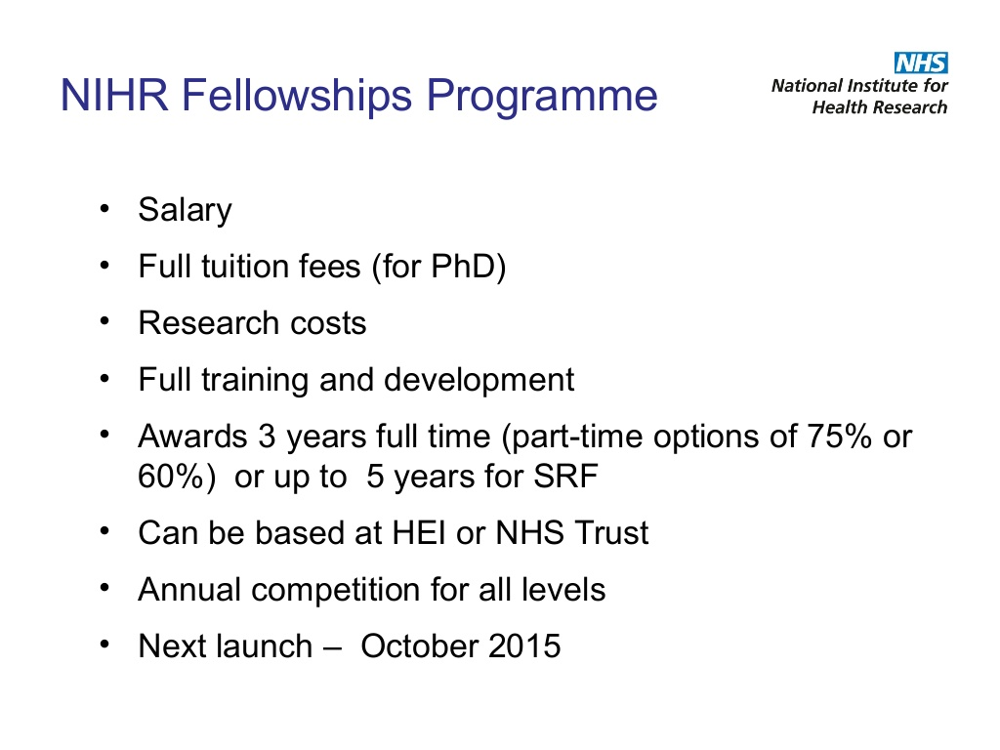 NHS
National Institute for
Health Research
NIHR Fellowships Programme
• Salary
• Full tuition fees (for PhD)
• Research costs
• Full training and development
• Awards 3 years full time (part-time options of 75% or
60%)  or up to  5 years for SRF
• Can be based at HEI or NHS Trust
• Annual competition for all levels
• Next launch –  October 2015